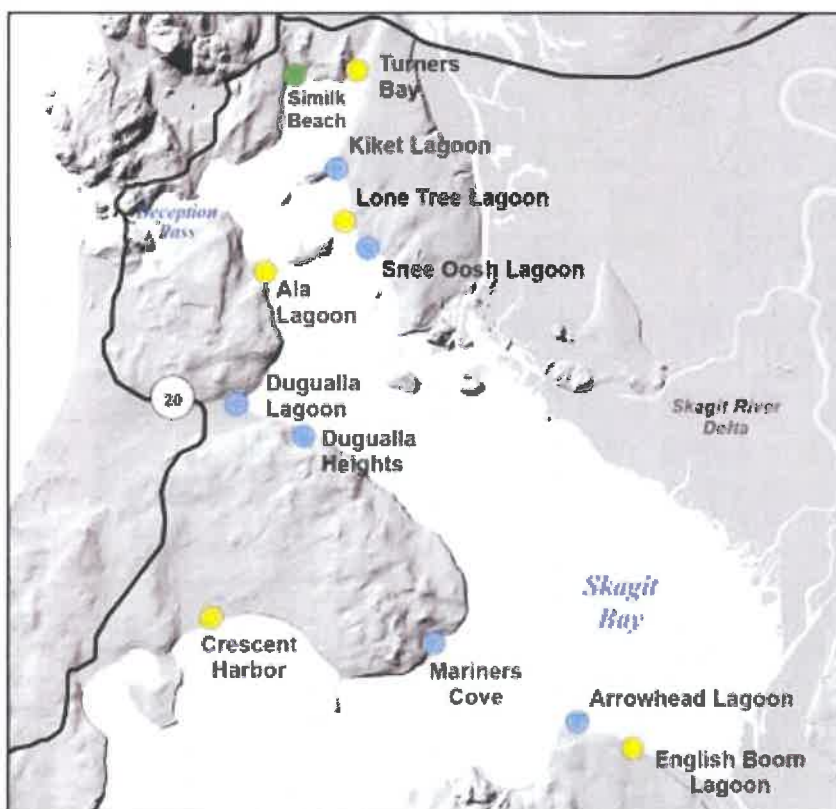 Turners
Bay
Similk
Beach
Kiket Lagoon
Lone Tree Lagoon
Deception
Pass
Snee Oosh Lagoon
Ala
Lagoon
Dugualla
Lagoon
20
Skagit River
Delta
Dugualla
Heights
Skagit
Bay
Crescent
Harbor
Mariners
Cove
Arrowhead Lagoon
English Boom
Lagoon